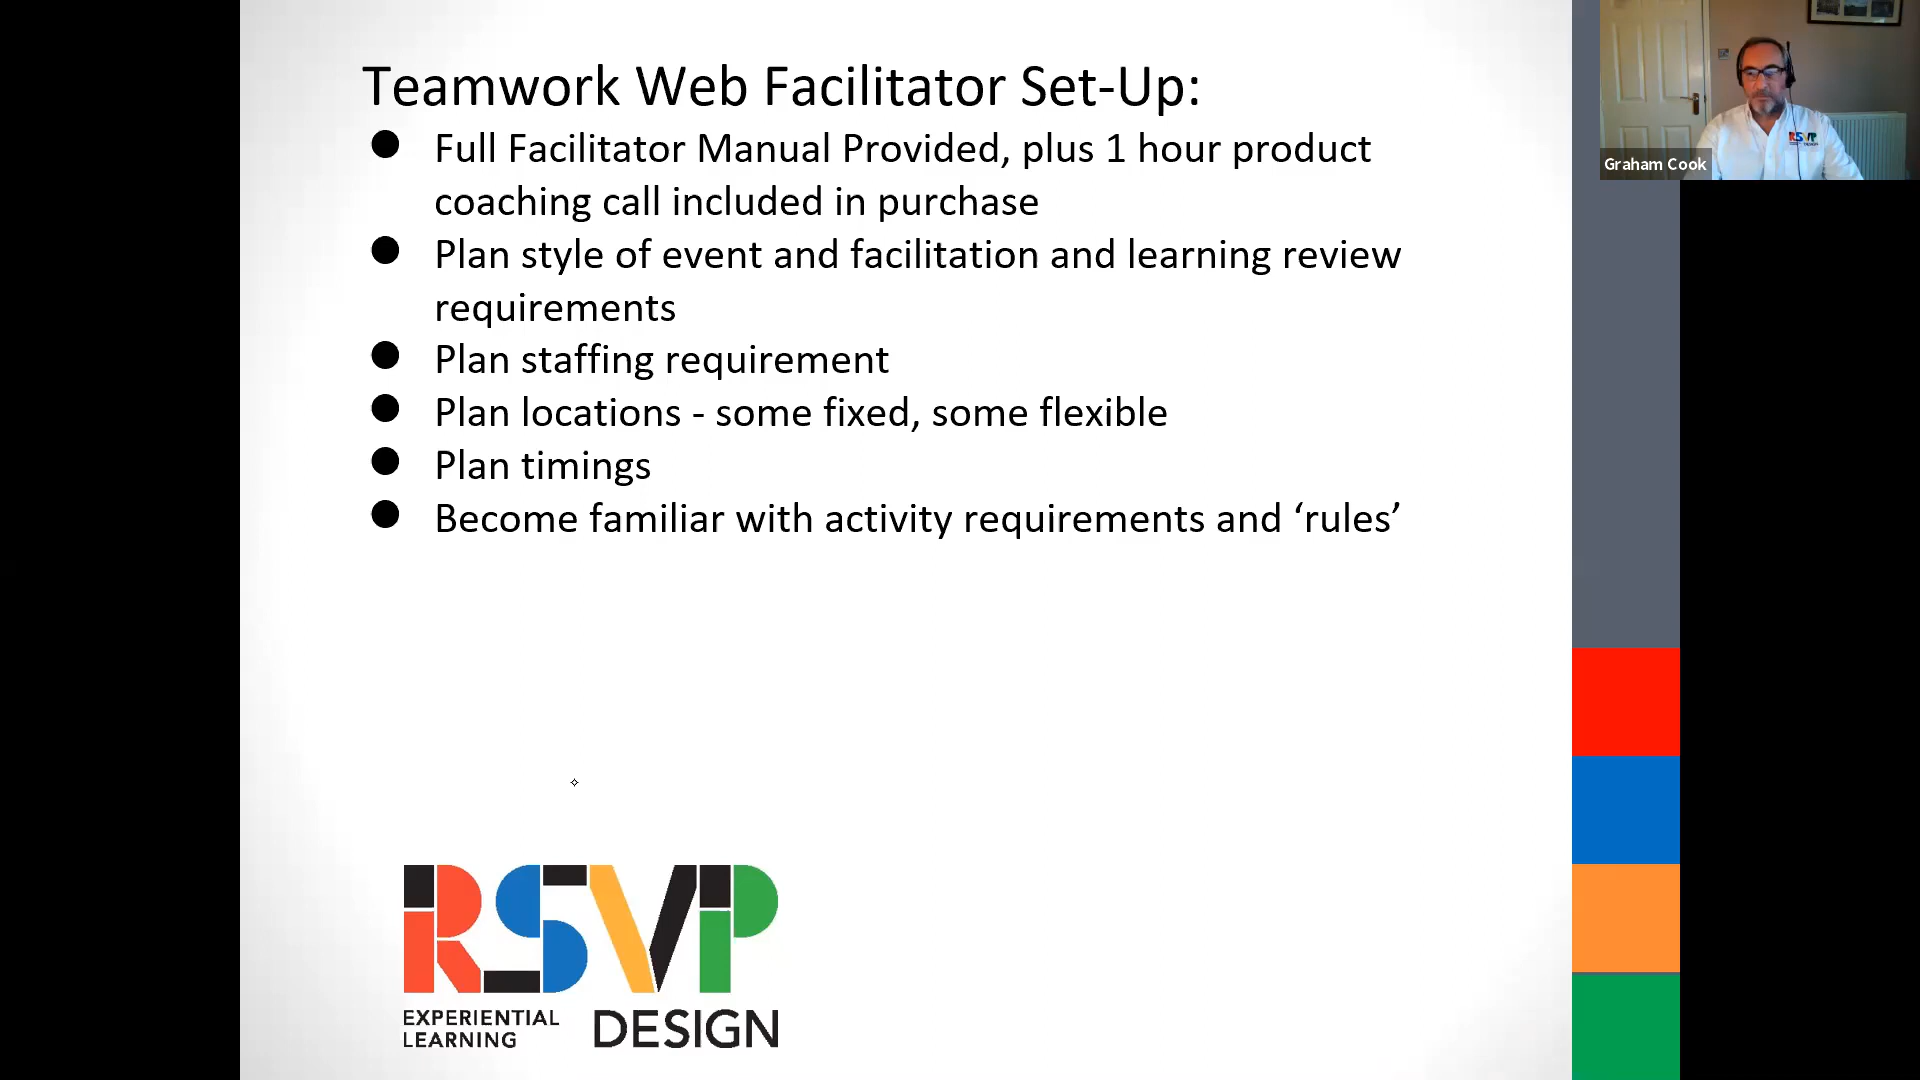 Teamwork Web Facilitator Set-Up:
● Full Facilitator Manual Provided, plus 1 hour product
coaching call included in purchase
● Plan style of event and facilitation and learning review
requirements
● Plan staffing requirement
● Plan locations - some fixed, some flexible
● Plan timings
● Become familiar with activity requirements and ‘rules’
Graham Cook
RSVP
DESIGN
RSVP
EXPERIENTIAL
LEARNING
DESIGN